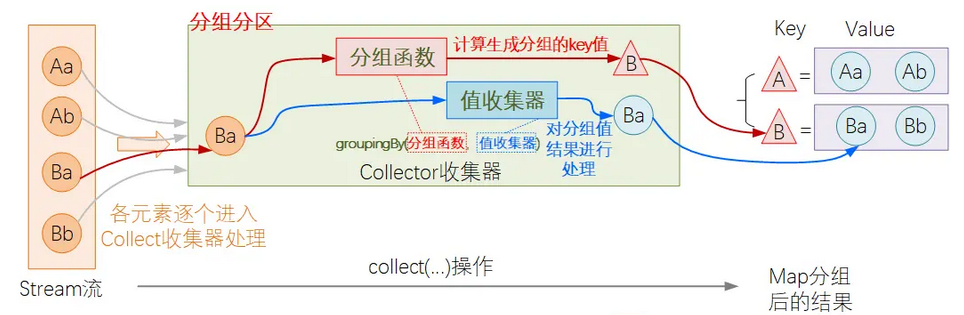 分组分区
Key
Value
Aa
Ab
Ba
Bb
分组函数
计算生成分组的key值
B
A
=
Aa
Ab
Ba
值收集器
Ba
B
=
Ba
Bb
groupingBy(分组函数, 值收集器)
对分组值
结果进行
处理
Collector收集器
各元素逐个进入
Collect收集器处理
Stream流
collect(...)操作
Map分组
后的结果